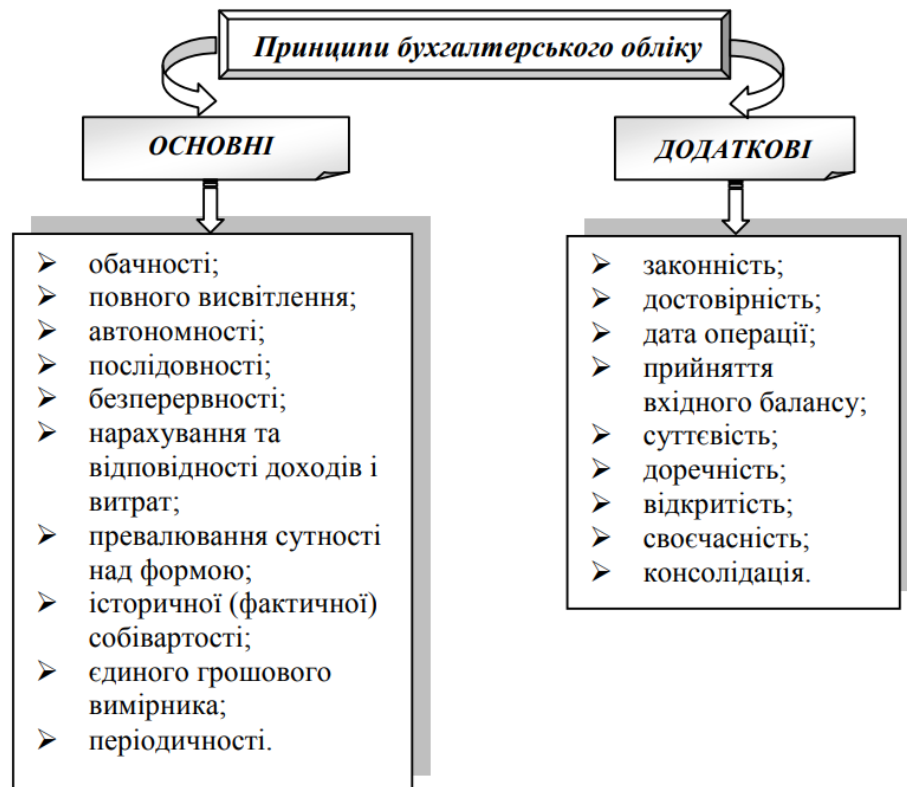 Принципи бухгалтерського обліку
ОСНОВНІ
обачності;
повного висвітлення;
автономності;
послідовності;
безперервності;
нарахування та
відповідності доходів і
витрат;
превалювання сутності
над формою;
історичної (фактичної)
собівартості;
єдиного грошового
вимірника;
періодичності.
ДОДАТКОВІ
законність;
достовірність;
дата операції;
прийняття
вхідного балансу;
суттєвість;
доречність;
відкритість;
своєчасність;
консолідація.